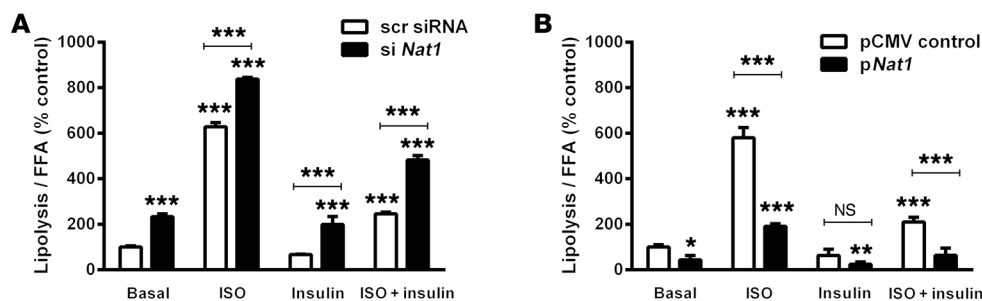 A
scr siRNA
si Nat1
Lipolysis / FFA (% control)
1000
800
600
400
200
0
***
***
***
***
***
***
***
***
***
***
Basal
ISO
Insulin
ISO + insulin
B
pCMV control
pNat1
Lipolysis / FFA (% control)
1000
800
600
400
200
0
*
***
***
***
NS
**
***
***
Basal
ISO
Insulin
ISO + insulin